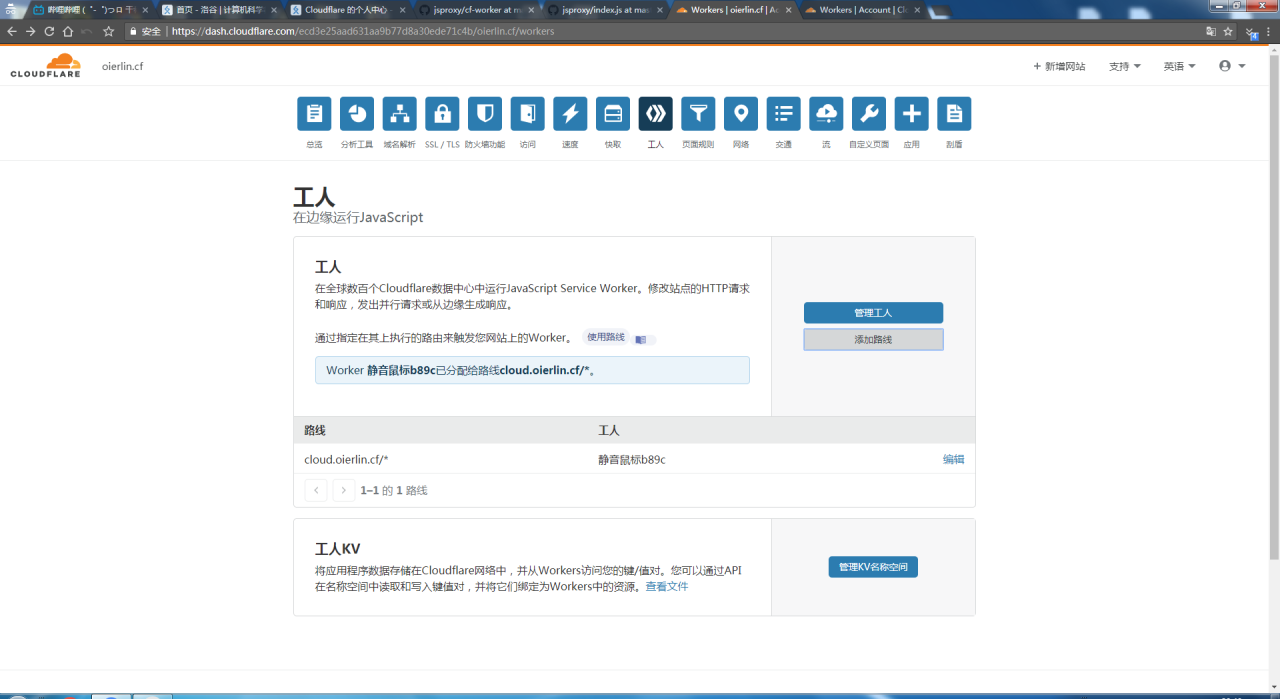 哔哩哔哩 ( ゜- ゜)つロ 干
首页 - 洛谷 | 计算机科学
Cloudflare 的个人中心
jsproxy/cf-worker at m
jsproxy/index.js at mas
Workers | oierlin.cf | Ac
Workers | Account | Cl
安全 | https://dash.cloudflare.com/ecd3e25aad631aa9b77d8a30ede71c4b/oierlin.cf/workers
CLOUDFLARE
oierlin.cf
+ 新增网站
支持
英语
总览
分析工具
域名解析
SSL / TLS
防火墙功能
访问
速度
快取
工人
页面规则
网络
交通
流
自定义页面
应用
刮盾
工人
在边缘运行JavaScript
工人
在全球数百个Cloudflare数据中心中运行JavaScript Service Worker。修改站点的HTTP请求
和响应，发出并行请求或从边缘生成响应。
通过指定在其上执行的路由来触发您网站上的Worker。 使用路线
Worker 静音鼠标b89c已分配给路线cloud.oierlin.cf/*。
管理工人
添加路线
路线
工人
cloud.oierlin.cf/*
静音鼠标b89c
编辑
1–1 的 1 路线
工人KV
将应用程序数据存储在Cloudflare网络中，并从Workers访问您的键/值对。您可以通过API
在名称空间中读取和写入键值对，并将它们绑定为Workers中的资源。查看文件
管理KV名称空间